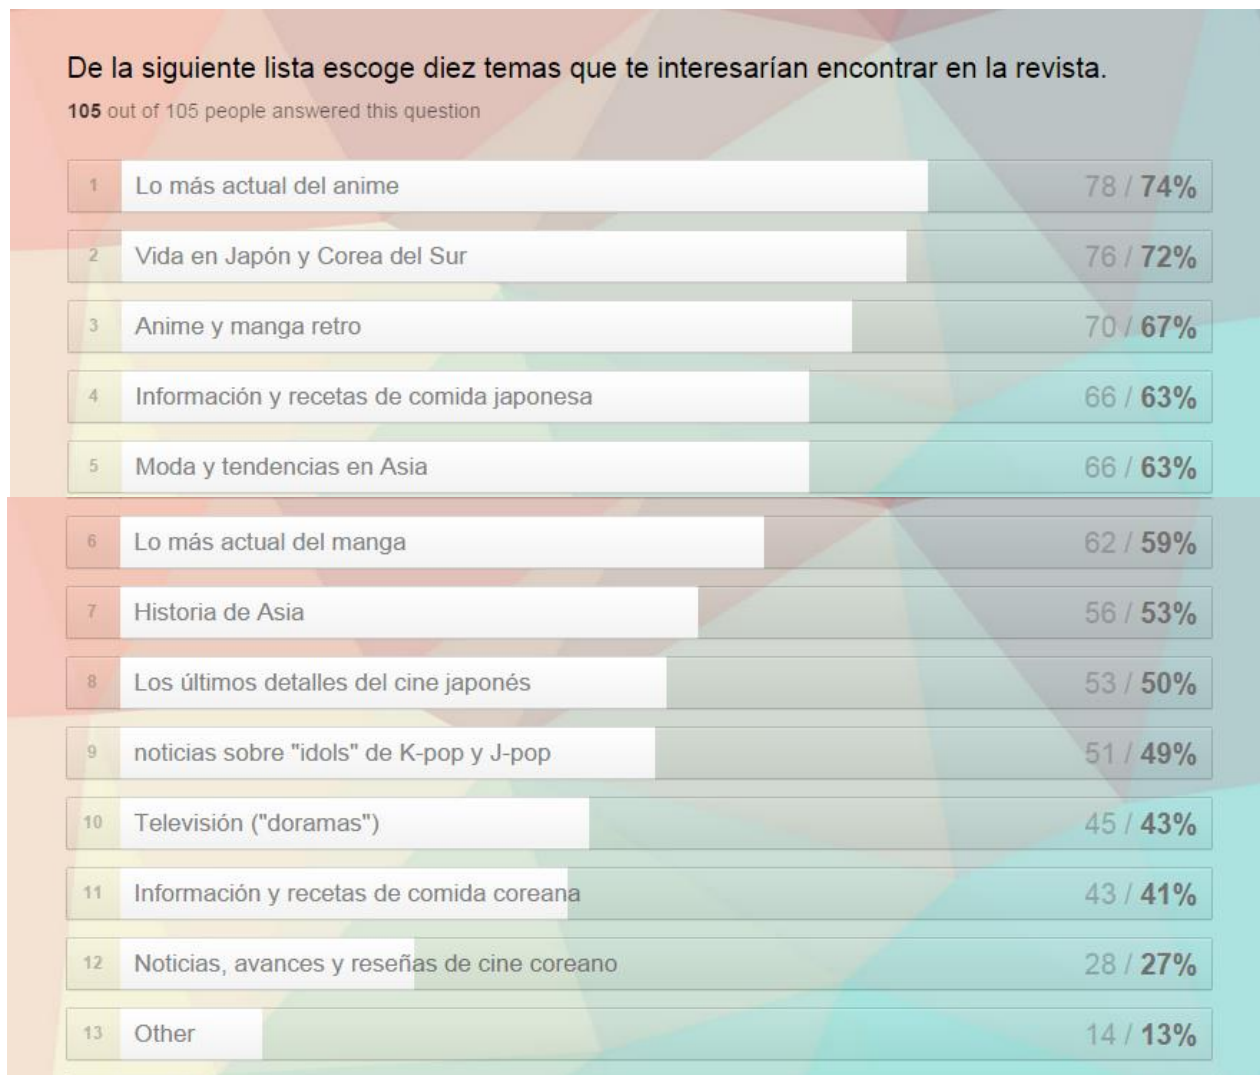 De la siguiente lista escoge diez temas que te interesarían encontrar en la revista.
105 out of 105 people answered this question
1 Lo más actual del anime 78 / 74%
2 Vida en Japón y Corea del Sur 76 / 72%
3 Anime y manga retro 70 / 67%
4 Información y recetas de comida japonesa 66 / 63%
5 Moda y tendencias en Asia 66 / 63%
6 Lo más actual del manga 62 / 59%
7 Historia de Asia 56 / 53%
8 Los últimos detalles del cine japonés 53 / 50%
9 noticias sobre "idols" de K-pop y J-pop 51 / 49%
10 Televisión ("doramas") 45 / 43%
11 Información y recetas de comida coreana 43 / 41%
12 Noticias, avances y reseñas de cine coreano 28 / 27%
13 Other 14 / 13%